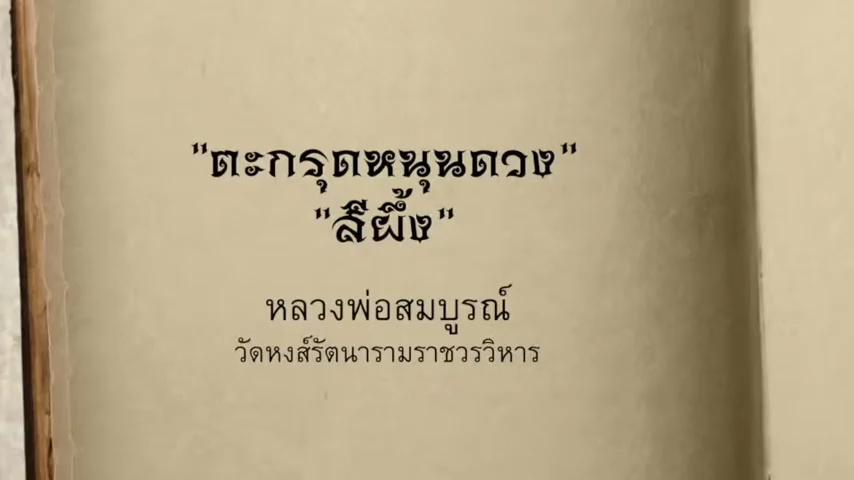 "ตะกรุดหนุนดวง"
"สีผึ้ง"
หลวงพ่อสมบูรณ์
วัดหงส์รัตนารามราชวรวิหาร